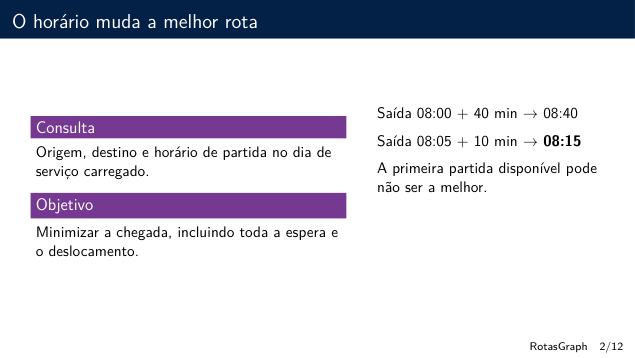 O horário muda a melhor rota
Consulta
Origem, destino e horário de partida no dia de
serviço carregado.
Objetivo
Minimizar a chegada, incluindo toda a espera e
o deslocamento.
Saída 08:00 + 40 min → 08:40
Saída 08:05 + 10 min → 08:15
A primeira partida disponível pode
não ser a melhor.
RotasGraph 2/12